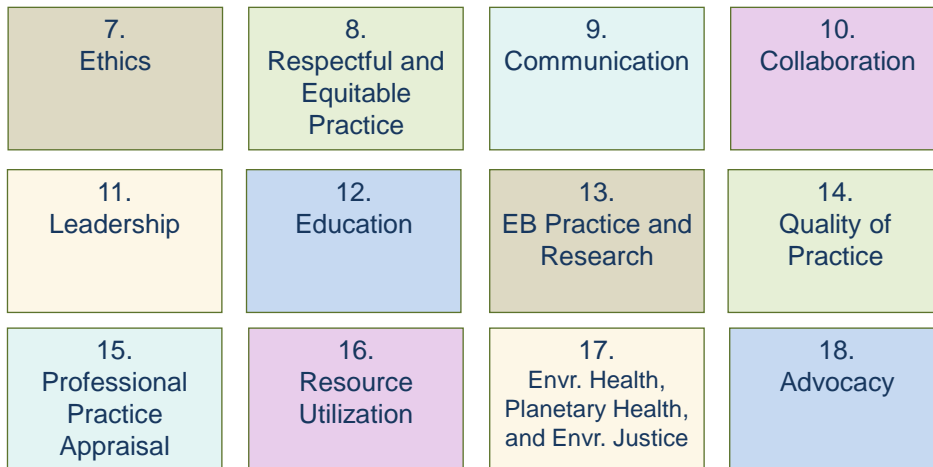 7.
Ethics
8.
Respectful and
Equitable
Practice
9.
Communication
10.
Collaboration
11.
Leadership
12.
Education
13.
EB Practice and
Research
14.
Quality of
Practice
15.
Professional
Practice
Appraisal
16.
Resource
Utilization
17.
Envr. Health,
Planetary Health,
and Envr. Justice
18.
Advocacy